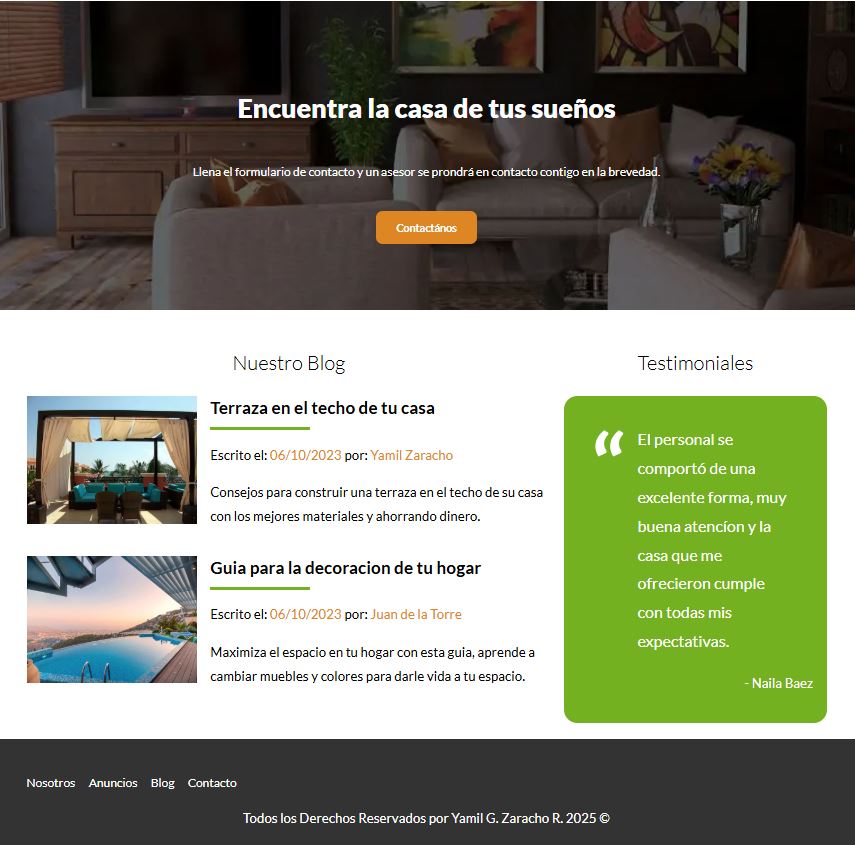 Encuentra la casa de tus sueños
Llena el formulario de contacto y un asesor se prondrá en contacto contigo en la brevedad.
Contactános
Nuestro Blog
Terraza en el techo de tu casa
Escrito el: 06/10/2023 por: Yamil Zaracho
Consejos para construir una terraza en el techo de su casa
con los mejores materiales y ahorrando dinero.
Guia para la decoracion de tu hogar
Escrito el: 06/10/2023 por: Juan de la Torre
Maximiza el espacio en tu hogar con esta guia, aprende a
cambiar muebles y colores para darle vida a tu espacio.
Testimoniales
“ El personal se
comportó de una
excelente forma, muy
buena atencíon y la
casa que me
ofrecieron cumple
con todas mis
expectativas.
- Naila Baez
Nosotros Anuncios Blog Contacto
Todos los Derechos Reservados por Yamil G. Zaracho R. 2025 ©